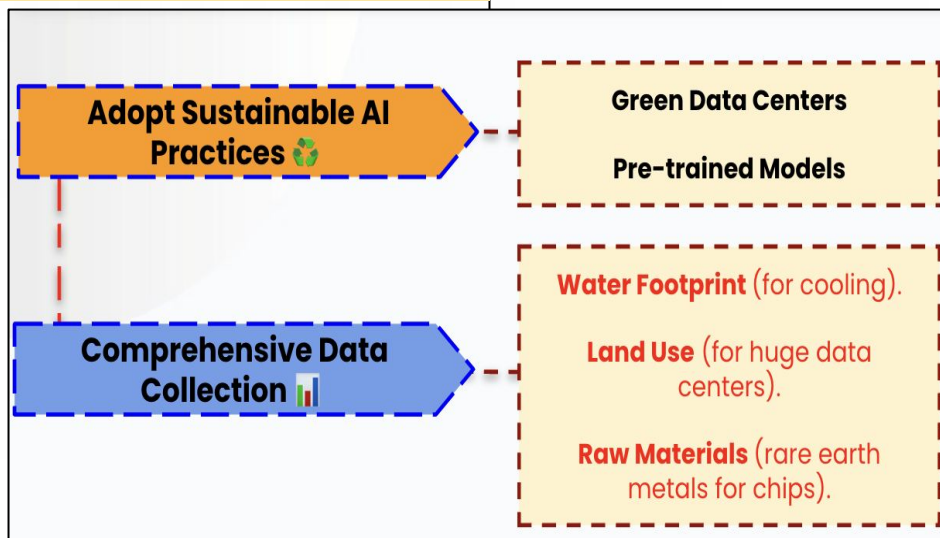 Adopt Sustainable AI
Practices ♻️
Green Data Centers
Pre-trained Models
Comprehensive Data
Collection 📊
Water Footprint (for cooling).
Land Use (for huge data
centers).
Raw Materials (rare earth
metals for chips).